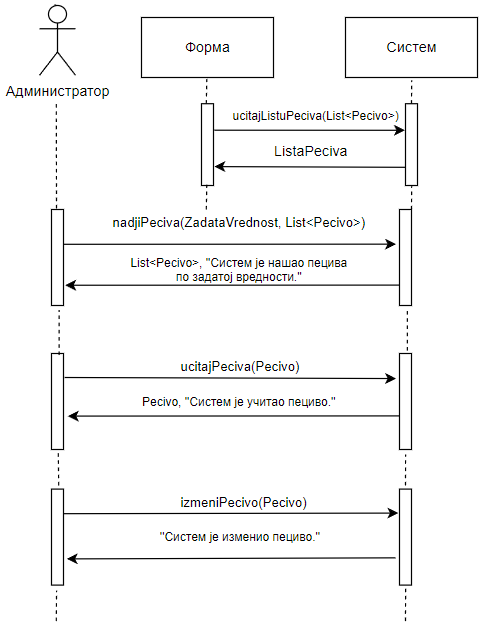 Форма
Систем
Администратор
ucitajListuPeciva(List<Pecivo>)
ListaPeciva
nadjiPeciva(ZadataVrednost, List<Pecivo>)
List<Pecivo>, "Систем је нашао пецива
по задатој вредности."
ucitajPeciva(Pecivo)
Pecivo, "Систем је учитао пециво."
izmeniPecivo(Pecivo)
"Систем је изменио пециво."